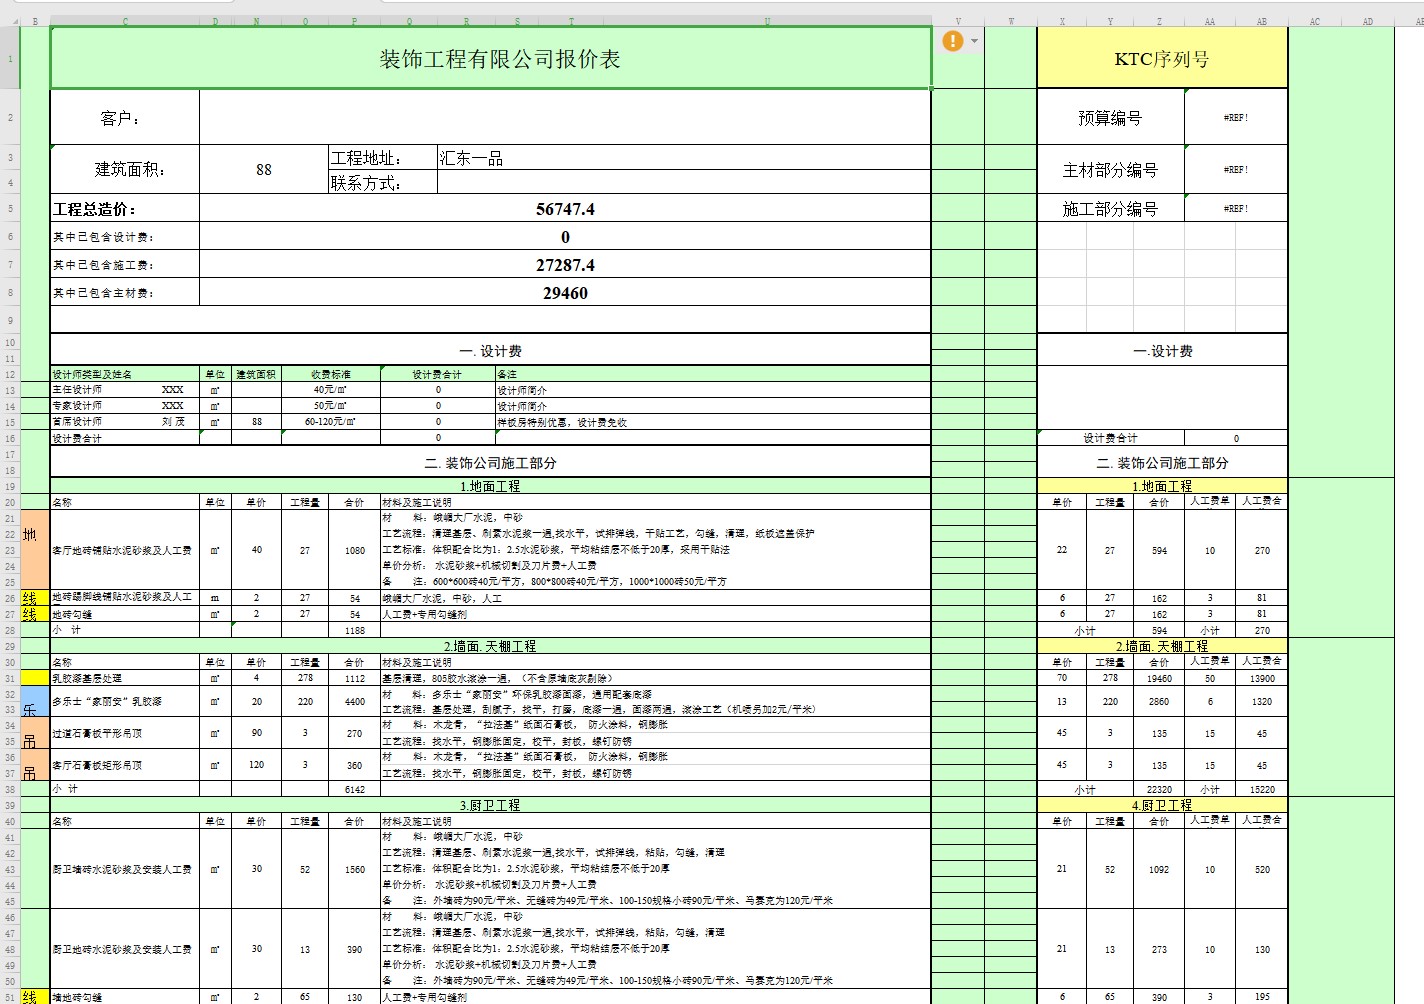 B C D N O P Q R S T U V W X Y Z AA AB AC AD
1 装饰工程有限公司报价表 KTC序列号
2 客户： 预算编号 #REF!
3 建筑面积： 88 工程地址： 汇东一品 主材部分编号 #REF!
4 联系方式：
5 工程总造价： 56747.4 施工部分编号 #REF!
6 其中已包含设计费： 0
7 其中已包含施工费： 27287.4
8 其中已包含主材费： 29460
9
10
11 一. 设计费 一.设计费
12 设计师类型及姓名 单位 建筑面积 收费标准 设计费合计 备注
13 主任设计师 XXX ㎡ 40元/㎡ 0 设计师简介
14 专家设计师 XXX ㎡ 50元/㎡ 0 设计师简介
15 首席设计师 刘 茂 ㎡ 88 60-120元/㎡ 0 样板房特别优惠，设计费免收
16 设计费合计 0 设计费合计 0
17
18 二. 装饰公司施工部分 二. 装饰公司施工部分
19 1.地面工程 1.地面工程
20 名称 单位 单价 工程量 合价 材料及施工说明 单价 工程量 合价 人工费单 人工费合
21 材 料：峨嵋大厂水泥，中砂
22 地 工艺流程：清理基层、刷素水泥浆一遍,找水平，试排弹线，干贴工艺，勾缝，清理，纸板遮盖保护
23 客厅地砖铺贴水泥砂浆及人工费 ㎡ 40 27 1080 工艺标准：体积配合比为1：2.5水泥砂浆，平均粘结层不低于20厚，采用干贴法 22 27 594 10 270
24 单价分析： 水泥砂浆+机械切割及刀片费+人工费
25 备 注：600*600砖40元/平方，800*800砖40元/平方，1000*1000砖50元/平方
26 线 地砖踢脚线铺贴水泥砂浆及人工 m 2 27 54 峨嵋大厂水泥，中砂，人工 6 27 162 3 81
27 线 地砖勾缝 ㎡ 2 27 54 人工费+专用勾缝剂 6 27 162 3 81
28 小 计 1188 小计 594 小计 270
29 2.墙面. 天棚工程 2.墙面. 天棚工程
30 名称 单位 单价 工程量 合价 材料及施工说明 单价 工程量 合价 人工费单 人工费合
31 乳胶漆基层处理 ㎡ 4 278 1112 基层清理，805胶水滚涂一遍，（不含原墙底灰剔除） 70 278 19460 50 13900
32 材 料：多乐士“家丽安”环保乳胶漆面漆，通用配套底漆
33 乐 多乐士“家丽安”乳胶漆 ㎡ 20 220 4400 工艺流程：基层处理，刮腻子，找平，打磨，底漆一遍，面漆两遍，滚涂工艺（机喷另加2元/平米） 13 220 2860 6 1320
34 材 料：木龙骨，“拉法基”纸面石膏板， 防火涂料，钢膨胀
35 吊 过道石膏板平形吊顶 ㎡ 90 3 270 工艺流程：找水平，钢膨胀固定，校平，封板，螺钉防锈 45 3 135 15 45
36 材 料：木龙骨，“拉法基”纸面石膏板， 防火涂料，钢膨胀
37 吊 客厅石膏板矩形吊顶 ㎡ 120 3 360 工艺流程：找水平，钢膨胀固定，校平，封板，螺钉防锈 45 3 135 15 45
38 小 计 6142 小计 22320 小计 15220
39 3.厨卫工程 4.厨卫工程
40 名称 单位 单价 工程量 合价 材料及施工说明 单价 工程量 合价 人工费单 人工费合
41 材 料：峨嵋大厂水泥，中砂
42 工艺流程：清理基层、刷素水泥浆一遍,找水平，试排弹线，粘贴，勾缝，清理
43 厨卫墙砖水泥砂浆及安装人工费 ㎡ 30 52 1560 工艺标准：体积配合比为1：2.5水泥砂浆，平均粘结层不低于20厚 21 52 1092 10 520
44 单价分析： 水泥砂浆+机械切割及刀片费+人工费
45 备 注：外墙砖为90元/平米、无缝砖为49元/平米、100-150规格小砖90元/平米、马赛克为120元/平米
46 材 料：峨嵋大厂水泥，中砂
47 工艺流程：清理基层、刷素水泥浆一遍,找水平，试排弹线，粘贴，勾缝，清理
48 厨卫地砖水泥砂浆及安装人工费 ㎡ 30 13 390 工艺标准：体积配合比为1：2.5水泥砂浆，平均粘结层不低于20厚 21 13 273 10 130
49 单价分析： 水泥砂浆+机械切割及刀片费+人工费
50 备 注：外墙砖为90元/平米、无缝砖为49元/平米、100-150规格小砖90元/平米、马赛克为120元/平米
51 线 墙地砖勾缝 ㎡ 2 65 130 人工费+专用勾缝剂 6 65 390 3 195